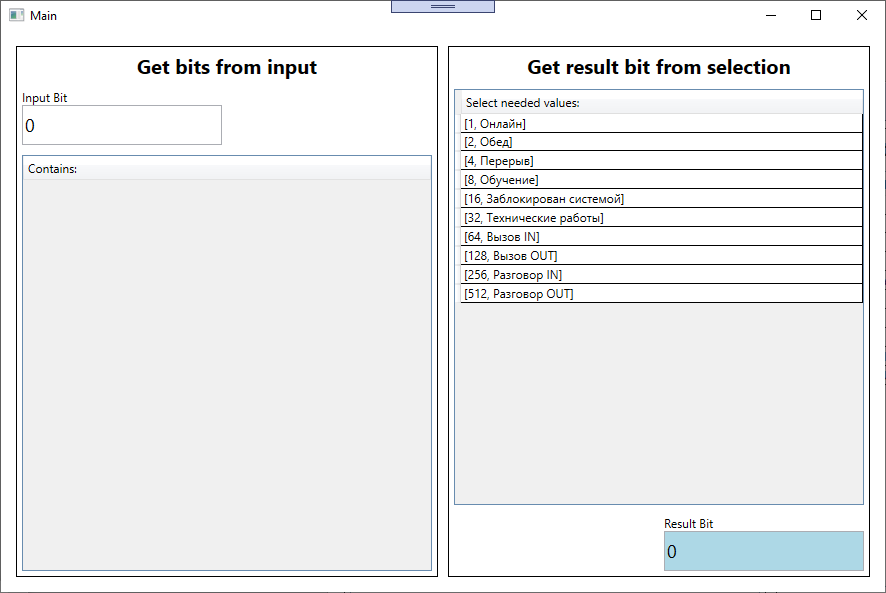 Main
Get bits from input
Input Bit
0
Contains:
Get result bit from selection
Select needed values:
[1, Онлайн]
[2, Обед]
[4, Перерыв]
[8, Обучение]
[16, Заблокирован системой]
[32, Технические работы]
[64, Вызов IN]
[128, Вызов OUT]
[256, Разговор IN]
[512, Разговор OUT]
Result Bit
0